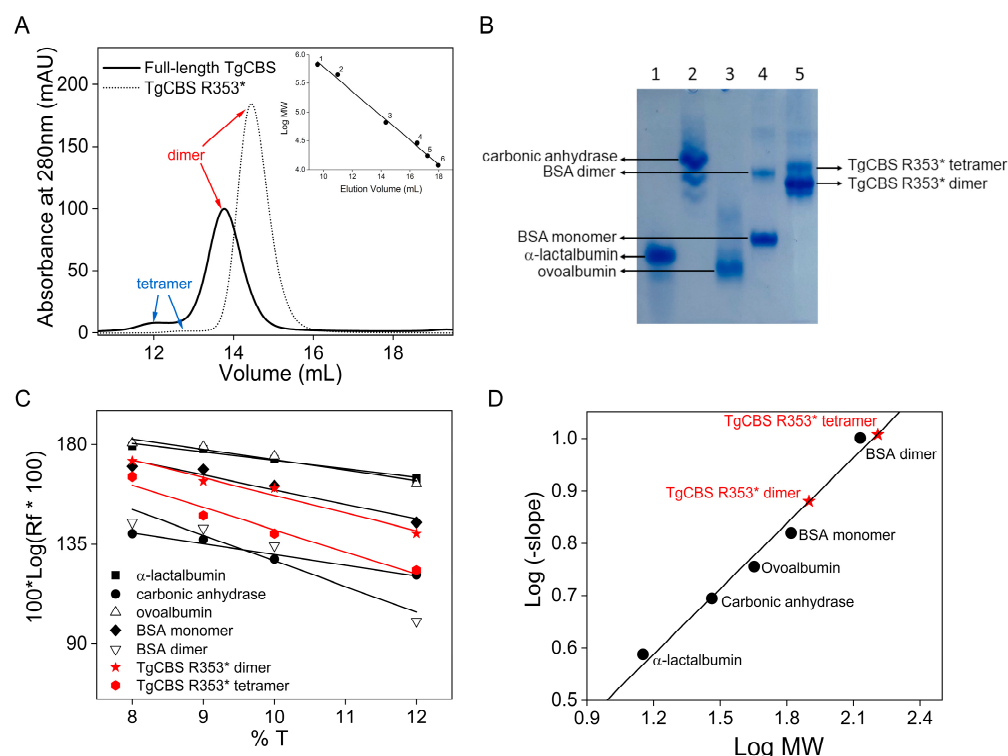 A
Absorbance at 280nm (mAU)
200
150
100
50
0
12
14
16
18
Volume (mL)
Full-length TgCBS
TgCBS R353*
dimer
tetramer
Log MW
6.0
5.5
5.0
4.5
4.0
10
12
14
16
18
Elution Volume (mL)
1
2
3
4
5
6
B
1 2 3 4 5
carbonic anhydrase
BSA dimer
BSA monomer
α-lactalbumin
ovoalbumin
TgCBS R353* tetramer
TgCBS R353* dimer
C
100*Log(Rf * 100)
180
135
90
8
9
10
11
12
% T
α-lactalbumin
carbonic anhydrase
ovoalbumin
BSA monomer
BSA dimer
TgCBS R353* dimer
TgCBS R353* tetramer
D
Log (-slope)
1.0
0.9
0.8
0.7
0.6
0.5
0.9
1.2
1.5
1.8
2.1
2.4
Log MW
TgCBS R353* tetramer
BSA dimer
TgCBS R353* dimer
BSA monomer
Ovoalbumin
Carbonic anhydrase
α-lactalbumin